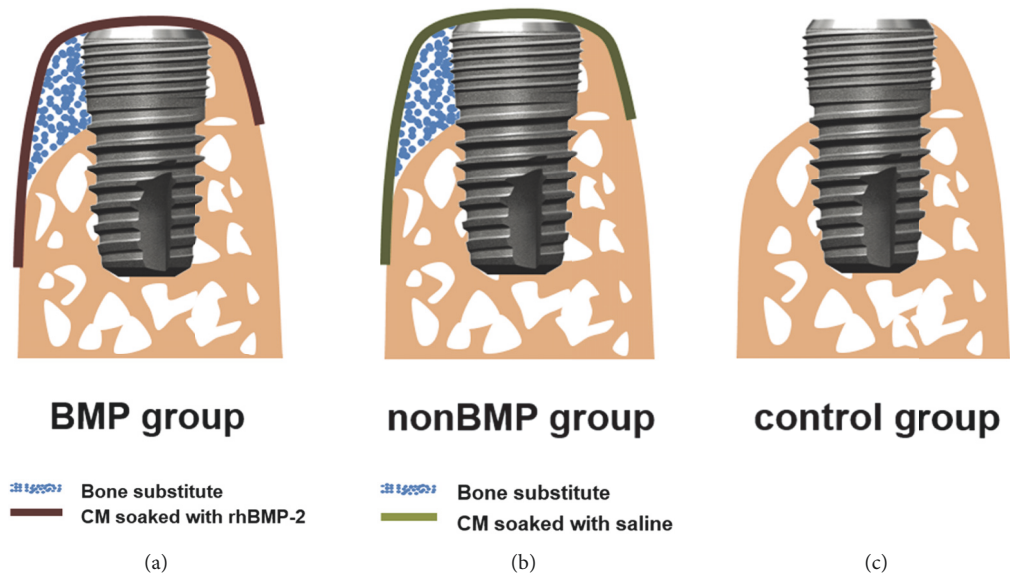 BMP group
nonBMP group
control group
Bone substitute
CM soaked with rhBMP-2
Bone substitute
CM soaked with saline
(a)
(b)
(c)